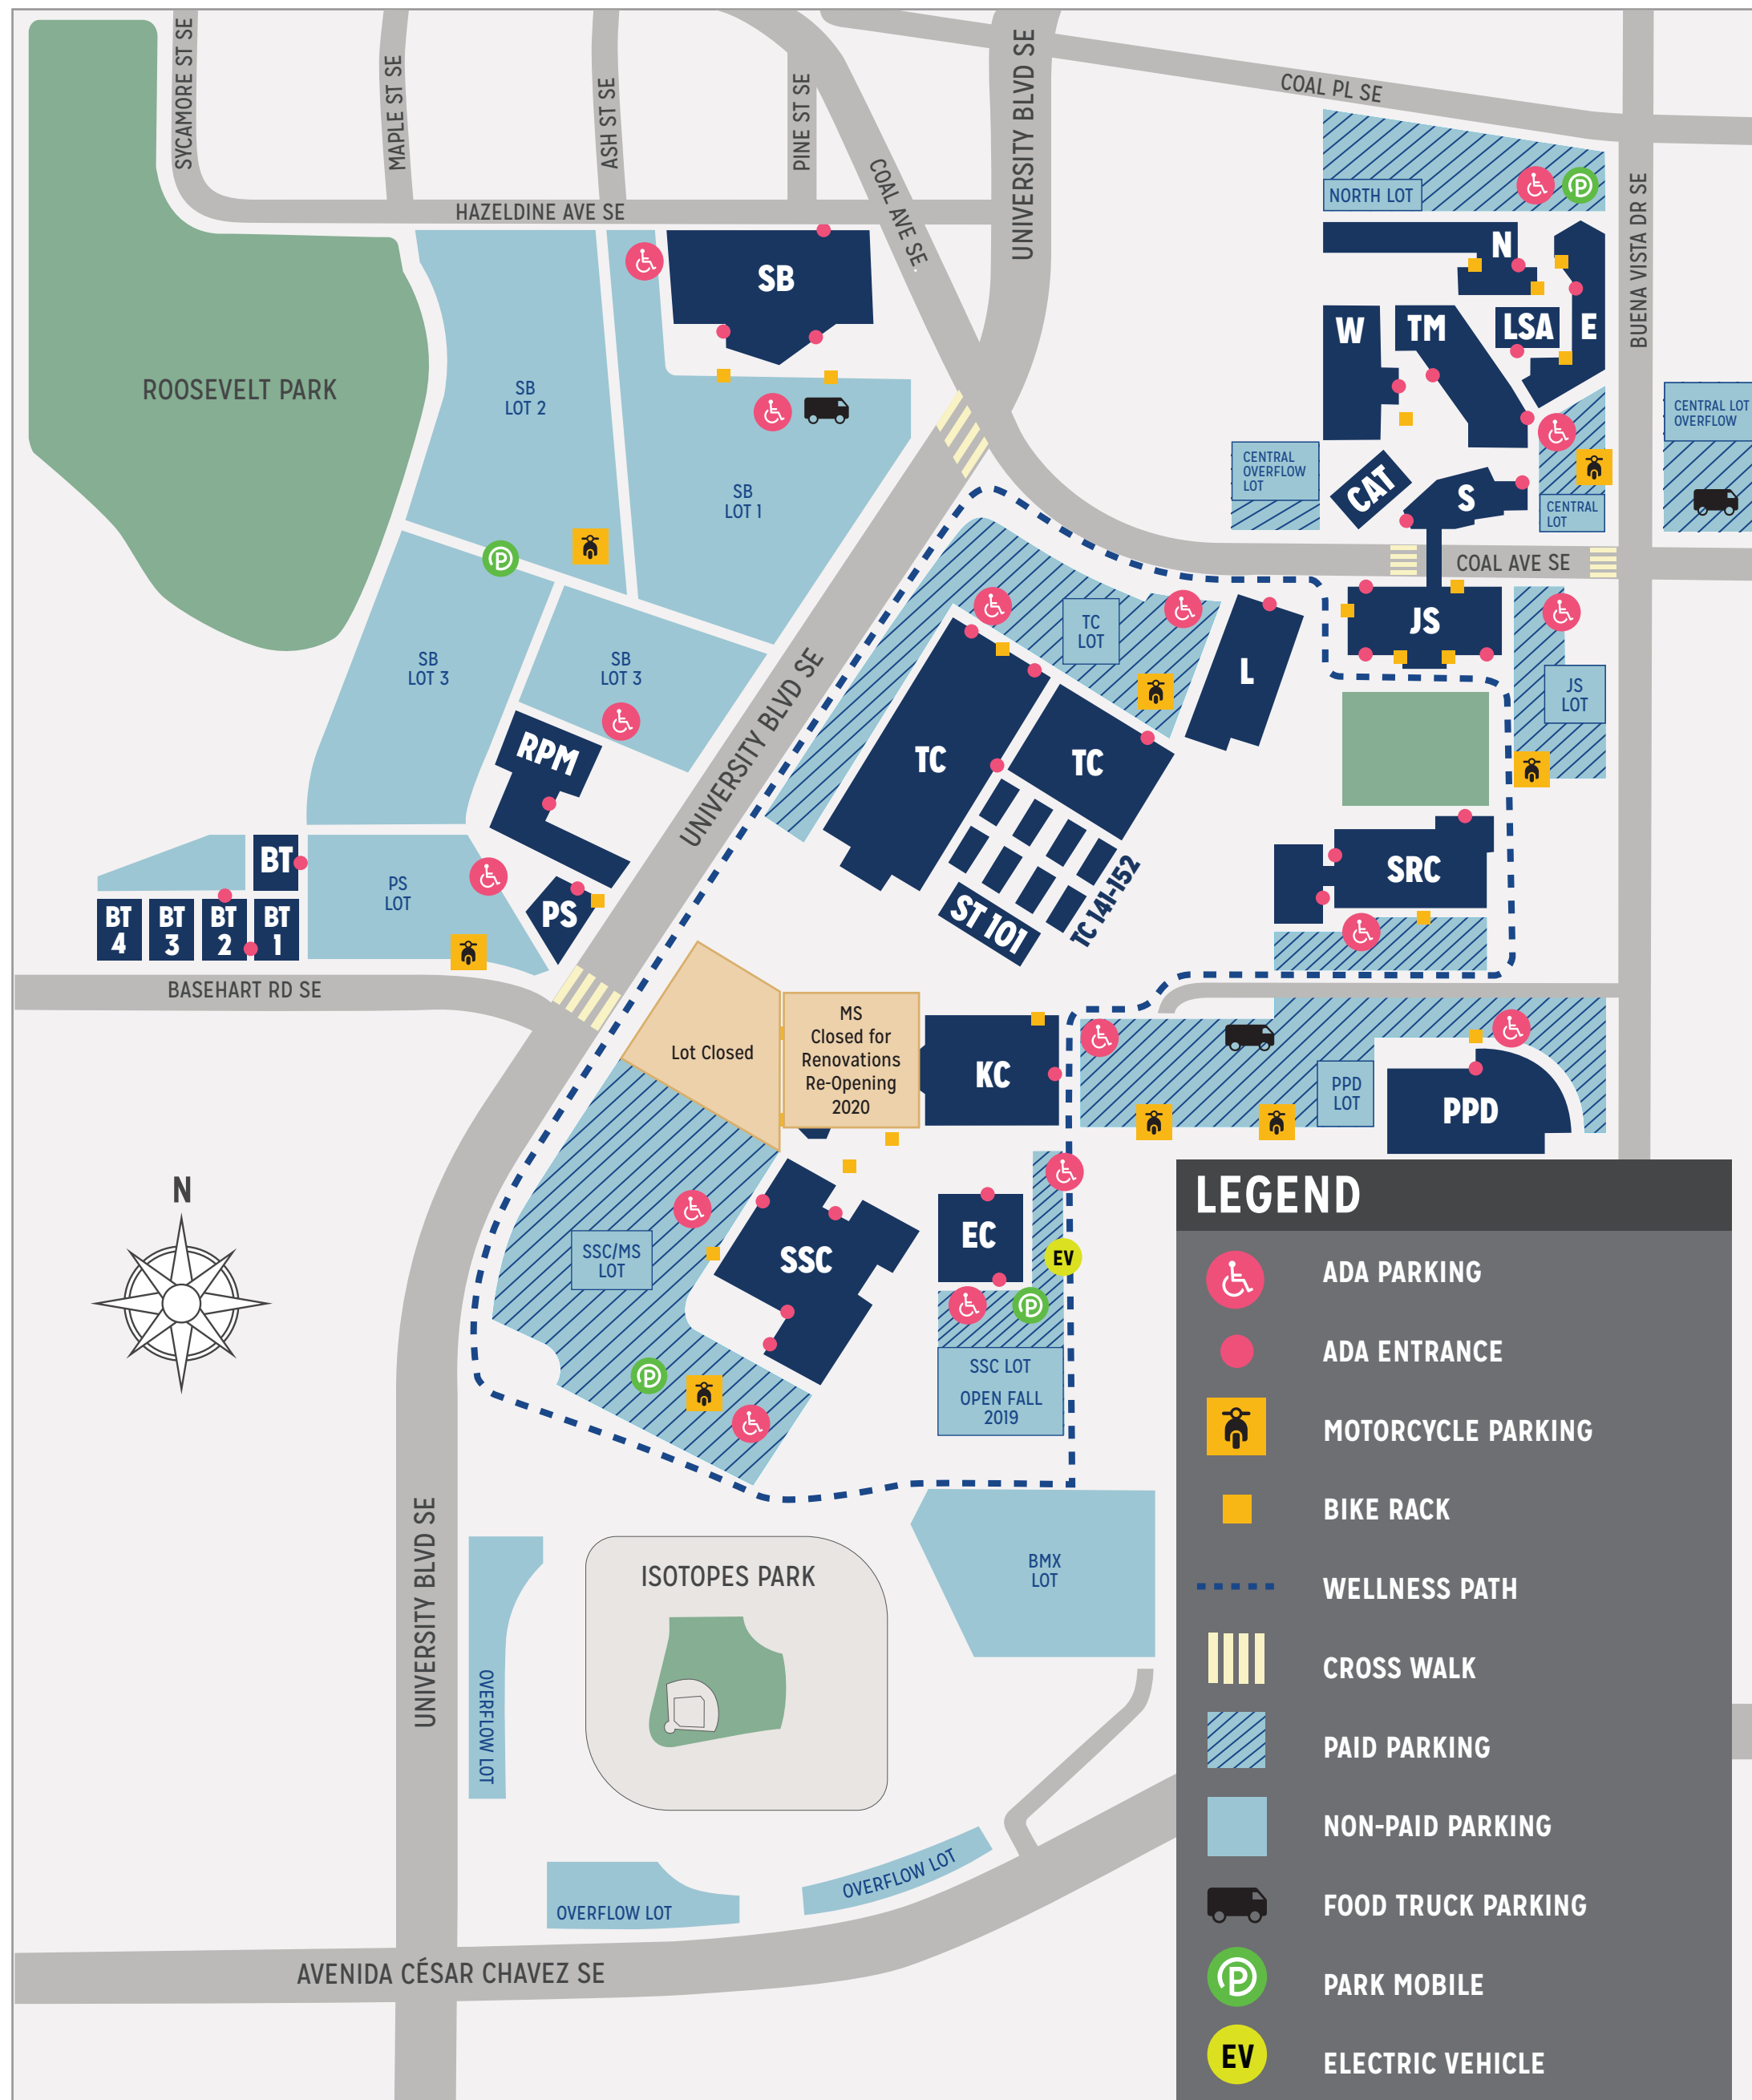 SYCAMORE ST SE
MAPLE ST SE
ASH ST SE
PINE ST SE
COAL AVE SE.
UNIVERSITY BLVD SE
COAL PL SE
BUENA VISTA DR SE
HAZELDINE AVE SE
NORTH LOT
P
N
SB
W
TM
LSA
E
ROOSEVELT PARK
SB
LOT 2
SB
LOT 1
CENTRAL LOT
OVERFLOW
CENTRAL
OVERFLOW
LOT
CAT
S
CENTRAL
LOT
P
COAL AVE SE
JS
TC
LOT
L
SB
LOT 3
SB
LOT 3
JS
LOT
UNIVERSITY BLVD SE
RPM
TC
TC
BT
PS
LOT
PS
SRC
ST 101
TC 141-152
BT
4
BT
3
BT
2
BT
1
BASEHART RD SE
Lot Closed
MS
Closed for
Renovations
Re-Opening
2020
KC
PPD
LOT
PPD
N
SSC/MS
LOT
SSC
EC
EV
P
P
SSC LOT
OPEN FALL
2019
UNIVERSITY BLVD SE
ISOTOPES PARK
BMX
LOT
OVERFLOW LOT
OVERFLOW LOT
OVERFLOW LOT
AVENIDA CÉSAR CHAVEZ SE
LEGEND
ADA PARKING
ADA ENTRANCE
MOTORCYCLE PARKING
BIKE RACK
WELLNESS PATH
CROSS WALK
PAID PARKING
NON-PAID PARKING
FOOD TRUCK PARKING
P
PARK MOBILE
EV
ELECTRIC VEHICLE